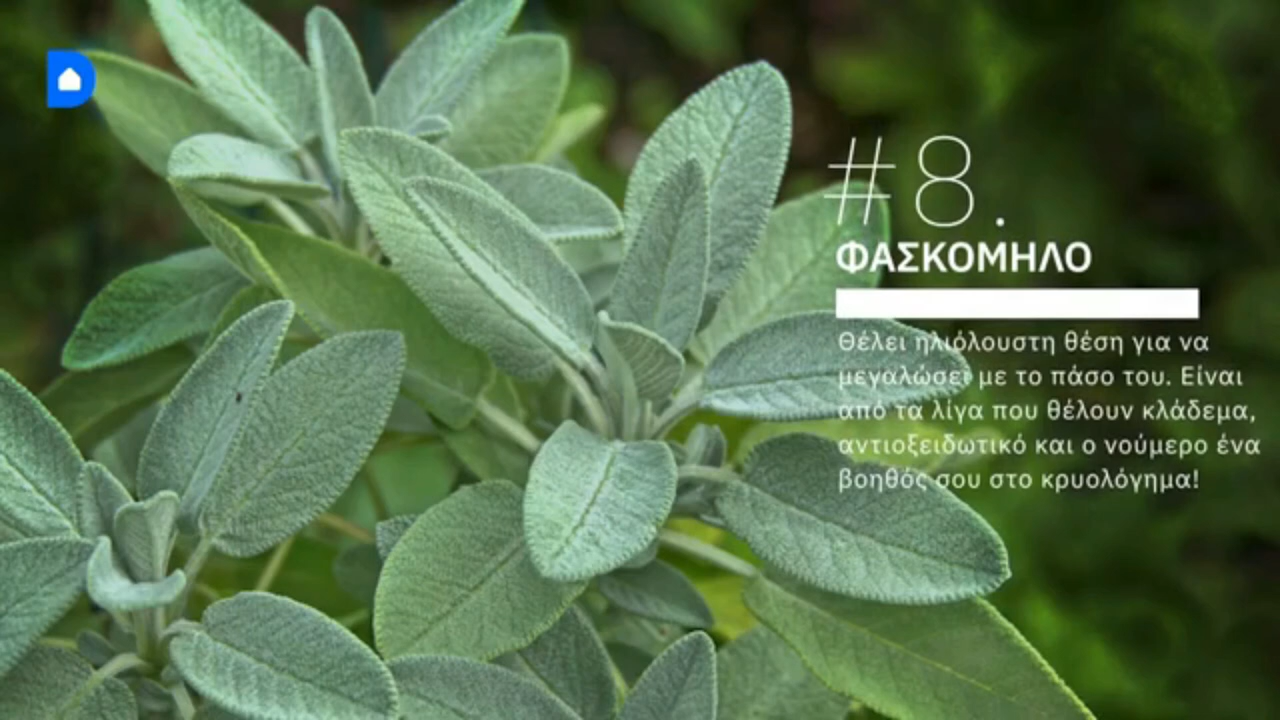 #8.
ΦΑΣΚΟΜΗΛΟ
Θέλει ηλιόλουστη θέση για να
μεγαλώσει με το πάσο του. Είναι
από τα λίγα που θέλουν κλάδεμα,
αντιοξειδωτικό και ο νούμερο ένα
βοηθός σου στο κρυολόγημα!